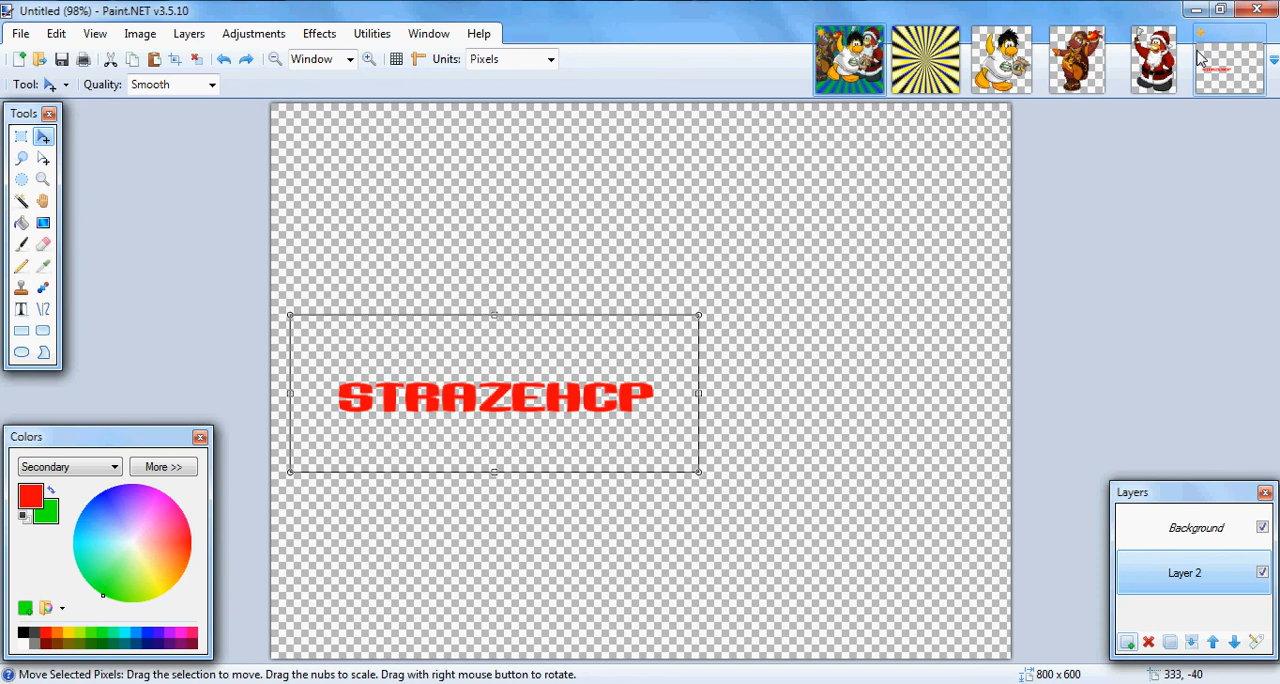 Untitled (98%) - Paint.NET v3.5.10
File Edit View Image Layers Adjustments Effects Utilities Window Help
Window Units: Pixels
Tool: Quality: Smooth
Tools
STRAZEHCP
Colors
Secondary More >>
Layers
Background
Layer 2
Move Selected Pixels: Drag the selection to move. Drag the nubs to scale. Drag with right mouse button to rotate. 800 x 600 333, -40